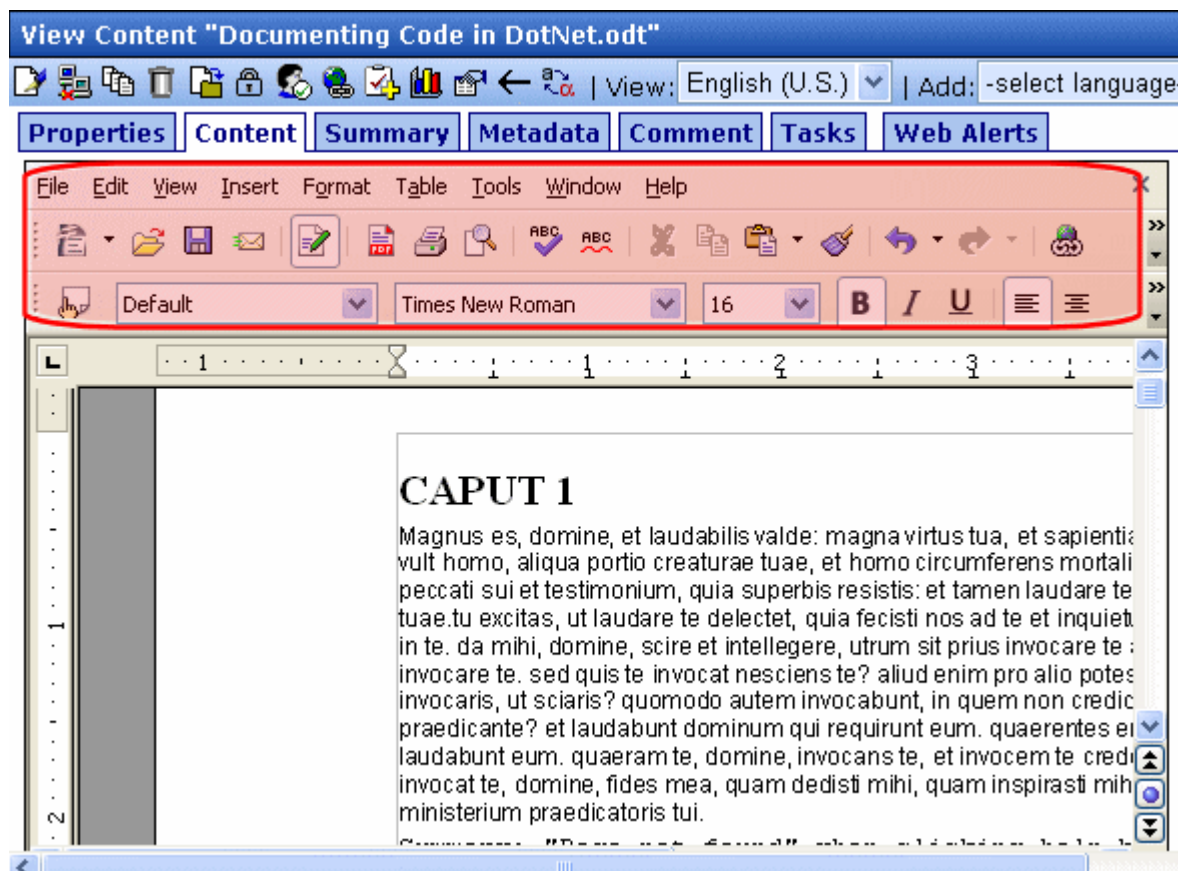 View Content "Documenting Code in DotNet.odt"
| View: English (U.S.) | Add: -select language-
Properties Content Summary Metadata Comment Tasks Web Alerts
File Edit View Insert Format Table Tools Window Help
PDF ABC ABC
Default Times New Roman 16 B I U
L 1 1 2 3
CAPUT 1
Magnus es, domine, et laudabilis valde: magna virtus tua, et sapientia
vult homo, aliqua portio creaturae tuae, et homo circumferens mortali
peccati sui et testimonium, quia superbis resistis: et tamen laudare te
tuae.tu excitas, ut laudare te delectet, quia fecisti nos ad te et inquietu
1
in te. da mihi, domine, scire et intellegere, utrum sit prius invocare te
invocare te. sed quis te invocat nesciens te? aliud enim pro alio potes
invocaris, ut sciaris? quomodo autem invocabunt, in quem non credic
praedicante? et laudabunt dominum qui requirunt eum. quaerentes
laudabunt eum. quaeram te, domine, invocans te, et invocem te cred
invocat te, domine, fides mea, quam dedisti mihi, quam inspirasti mih
2
ministerium praedicatoris tui.